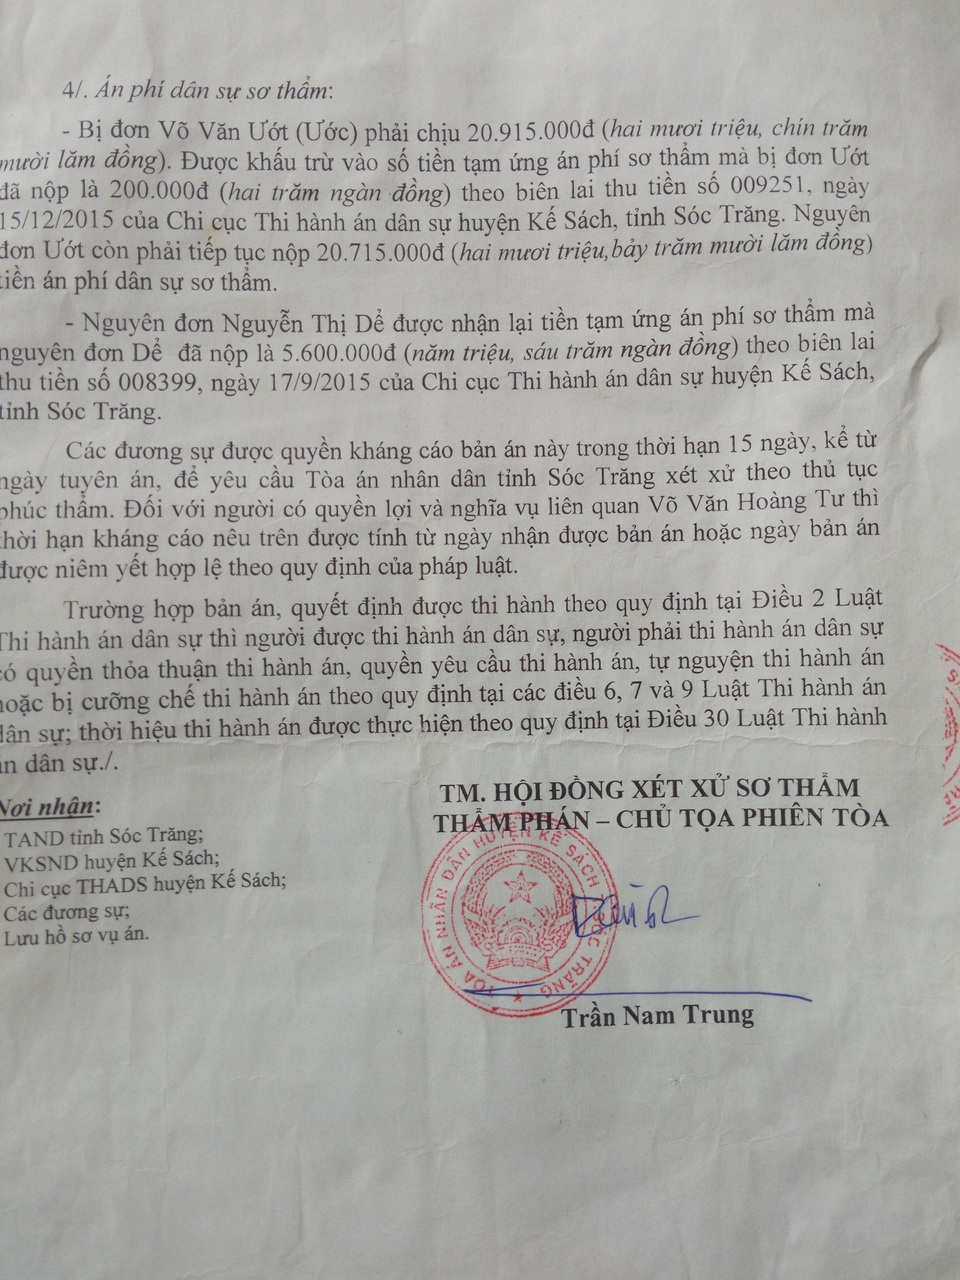 4/. Án phí dân sự sơ thẩm:
- Bị đơn Võ Văn Ướt (Ước) phải chịu 20.915.000đ (hai mươi triệu, chín trăm
mười lăm đồng). Được khấu trừ vào số tiền tạm ứng án phí sơ thẩm mà bị đơn Ướt
đã nộp là 200.000đ (hai trăm ngàn đồng) theo biên lai thu tiền số 009251, ngày
15/12/2015 của Chi cục Thi hành án dân sự huyện Kế Sách, tỉnh Sóc Trăng. Nguyên
đơn Ướt còn phải tiếp tục nộp 20.715.000đ (hai mươi triệu,bảy trăm mười lăm đồng)
tiền án phí dân sự sơ thẩm.
- Nguyên đơn Nguyễn Thị Dể được nhận lại tiền tạm ứng án phí sơ thẩm mà
nguyên đơn Dể đã nộp là 5.600.000đ (năm triệu, sáu trăm ngàn đồng) theo biên lai
thu tiền số 008399, ngày 17/9/2015 của Chi cục Thi hành án dân sự huyện Kế Sách,
tỉnh Sóc Trăng.
Các đương sự được quyền kháng cáo bản án này trong thời hạn 15 ngày, kể từ
ngày tuyên án, để yêu cầu Tòa án nhân dân tỉnh Sóc Trăng xét xử theo thủ tục
phúc thẩm. Đối với người có quyền lợi và nghĩa vụ liên quan Võ Văn Hoàng Tư thì
thời hạn kháng cáo nêu trên được tính từ ngày nhận được bản án hoặc ngày bản án
được niêm yết hợp lệ theo quy định của pháp luật.
Trường hợp bản án, quyết định được thi hành theo quy định tại Điều 2 Luật
Thi hành án dân sự thì người được thi hành án dân sự, người phải thi hành án dân sự
có quyền thỏa thuận thi hành án, quyền yêu cầu thi hành án, tự nguyện thi hành án
hoặc bị cưỡng chế thi hành án theo quy định tại các điều 6, 7 và 9 Luật Thi hành án
dân sự; thời hiệu thi hành án được thực hiện theo quy định tại Điều 30 Luật Thi hành
án dân sự./.
Nơi nhận:
TAND tỉnh Sóc Trăng;
VKSND huyện Kế Sách;
Chi cục THADS huyện Kế Sách;
Các đương sự;
Lưu hồ sơ vụ án.
TM. HỘI ĐỒNG XÉT XỬ SƠ THẨM
THẨM PHÁN – CHỦ TỌA PHIÊN TÒA
TÒA ÁN NHÂN DÂN HUYỆN KẾ SÁCH
SÓC TRĂNG
Trần Nam Trung